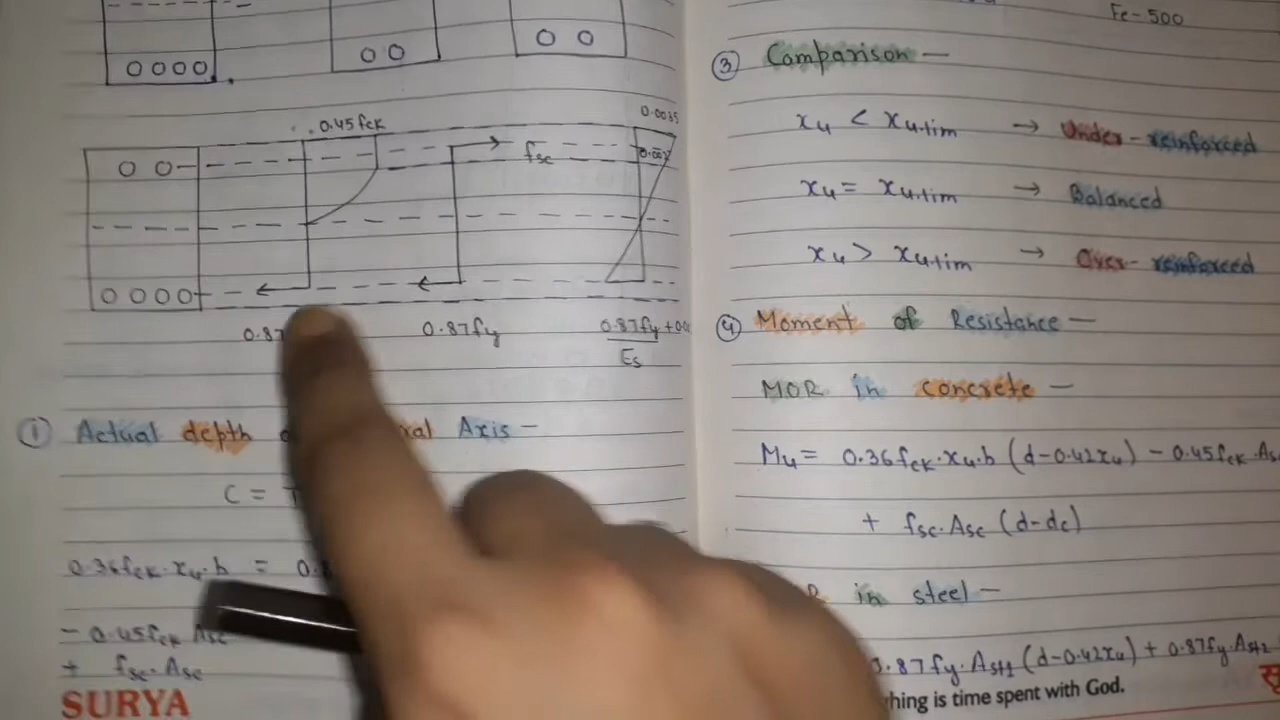 0.45fck
fsc
0.0035
0.002
0.87fy
0.87fy + 0.0
Es
① Actual depth Axis -
C =
0.36fck·xu·b = 0.
- 0.45fck Asc
+ fsc·Asc
SURYA
Fe-500
③ Comparison -
xu < xu.lim → Under-reinforced
xu = xu.lim → Balanced
xu > xu.lim → Over-reinforced
④ Moment of Resistance -
MOR in concrete -
Mu = 0.36fck·xu·b (d-0.42xu) - 0.45fck·As
+ fsc·Asc (d-dc)
in steel -
0.87fy·Ast1 (d-0.42xu) + 0.87fy·Ast2
hing is time spent with God.